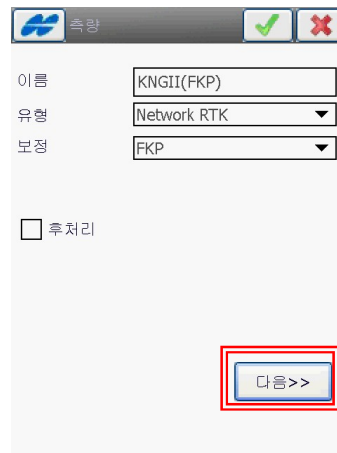 측량
이름 KNGII(FKP)
유형 Network RTK
보정 FKP
후처리
다음>>